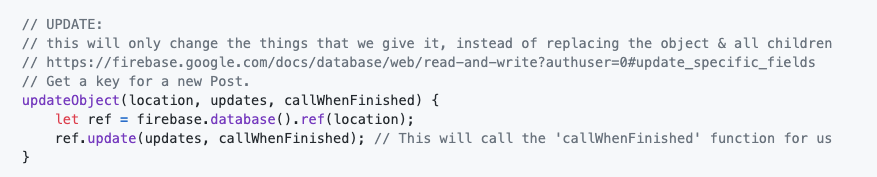 // UPDATE:
// this will only change the things that we give it, instead of replacing the object & all children
// https://firebase.google.com/docs/database/web/read-and-write?authuser=0#update_specific_fields
// Get a key for a new Post.
updateObject(location, updates, callWhenFinished) {
    let ref = firebase.database().ref(location);
    ref.update(updates, callWhenFinished); // This will call the 'callWhenFinished' function for us
}